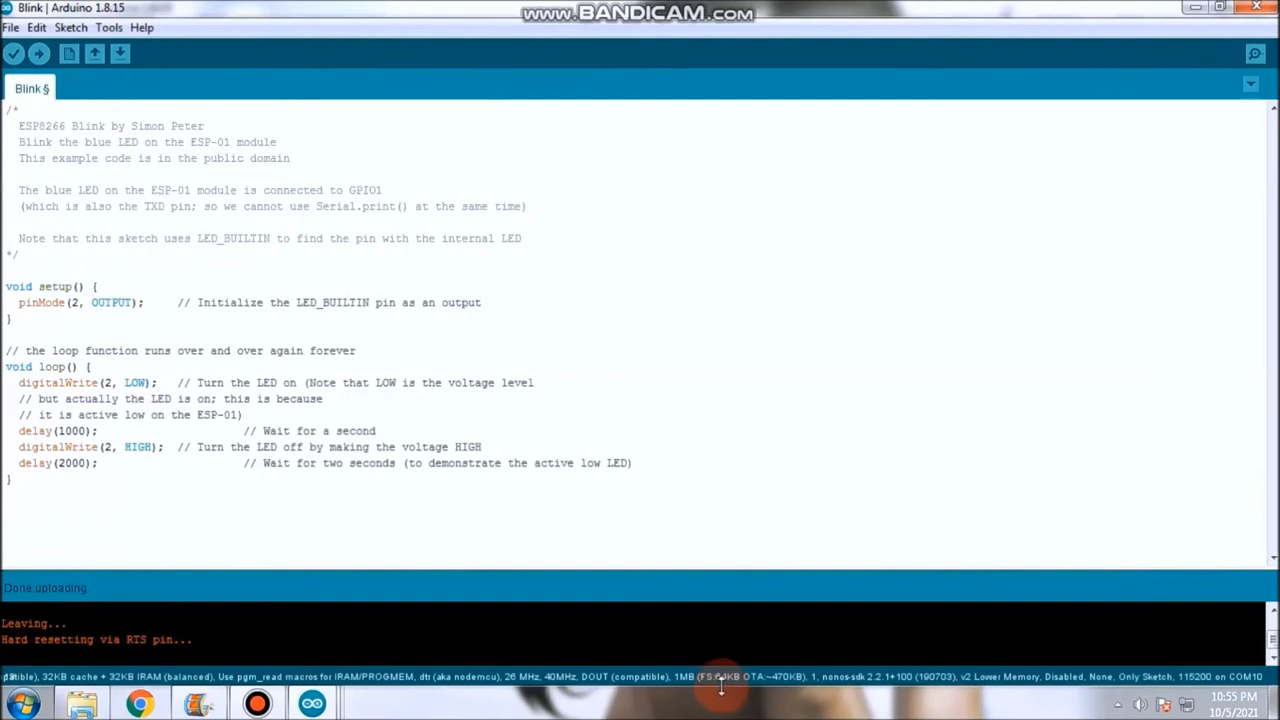 Blink | Arduino 1.8.15
www.BANDICAM.com
File Edit Sketch Tools Help
Blink §
/*
ESP8266 Blink by Simon Peter
Blink the blue LED on the ESP-01 module
This example code is in the public domain
The blue LED on the ESP-01 module is connected to GPIO1
(which is also the TXD pin; so we cannot use Serial.print() at the same time)
Note that this sketch uses LED_BUILTIN to find the pin with the internal LED
*/
void setup() {
pinMode(2, OUTPUT); // Initialize the LED_BUILTIN pin as an output
}
// the loop function runs over and over again forever
void loop() {
digitalWrite(2, LOW); // Turn the LED on (Note that LOW is the voltage level
// but actually the LED is on; this is because
// it is active low on the ESP-01)
delay(1000); // Wait for a second
digitalWrite(2, HIGH); // Turn the LED off by making the voltage HIGH
delay(2000); // Wait for two seconds (to demonstrate the active low LED)
}
Done uploading.
Leaving...
Hard resetting via RTS pin...
32KB cache + 32KB IRAM (balanced), Use pgm_read macros for IRAM/PROGMEM, dtr (aka nodemcu), 26 MHz, 40MHz, DOUT (compatible), 1MB (FS:64KB OTA:~470KB), 1, nonos-sdk 2.2.1+100 (190703), v2 Lower Memory, Disabled, None, Only Sketch, 115200 on COM10
10:55 PM
10/5/2021